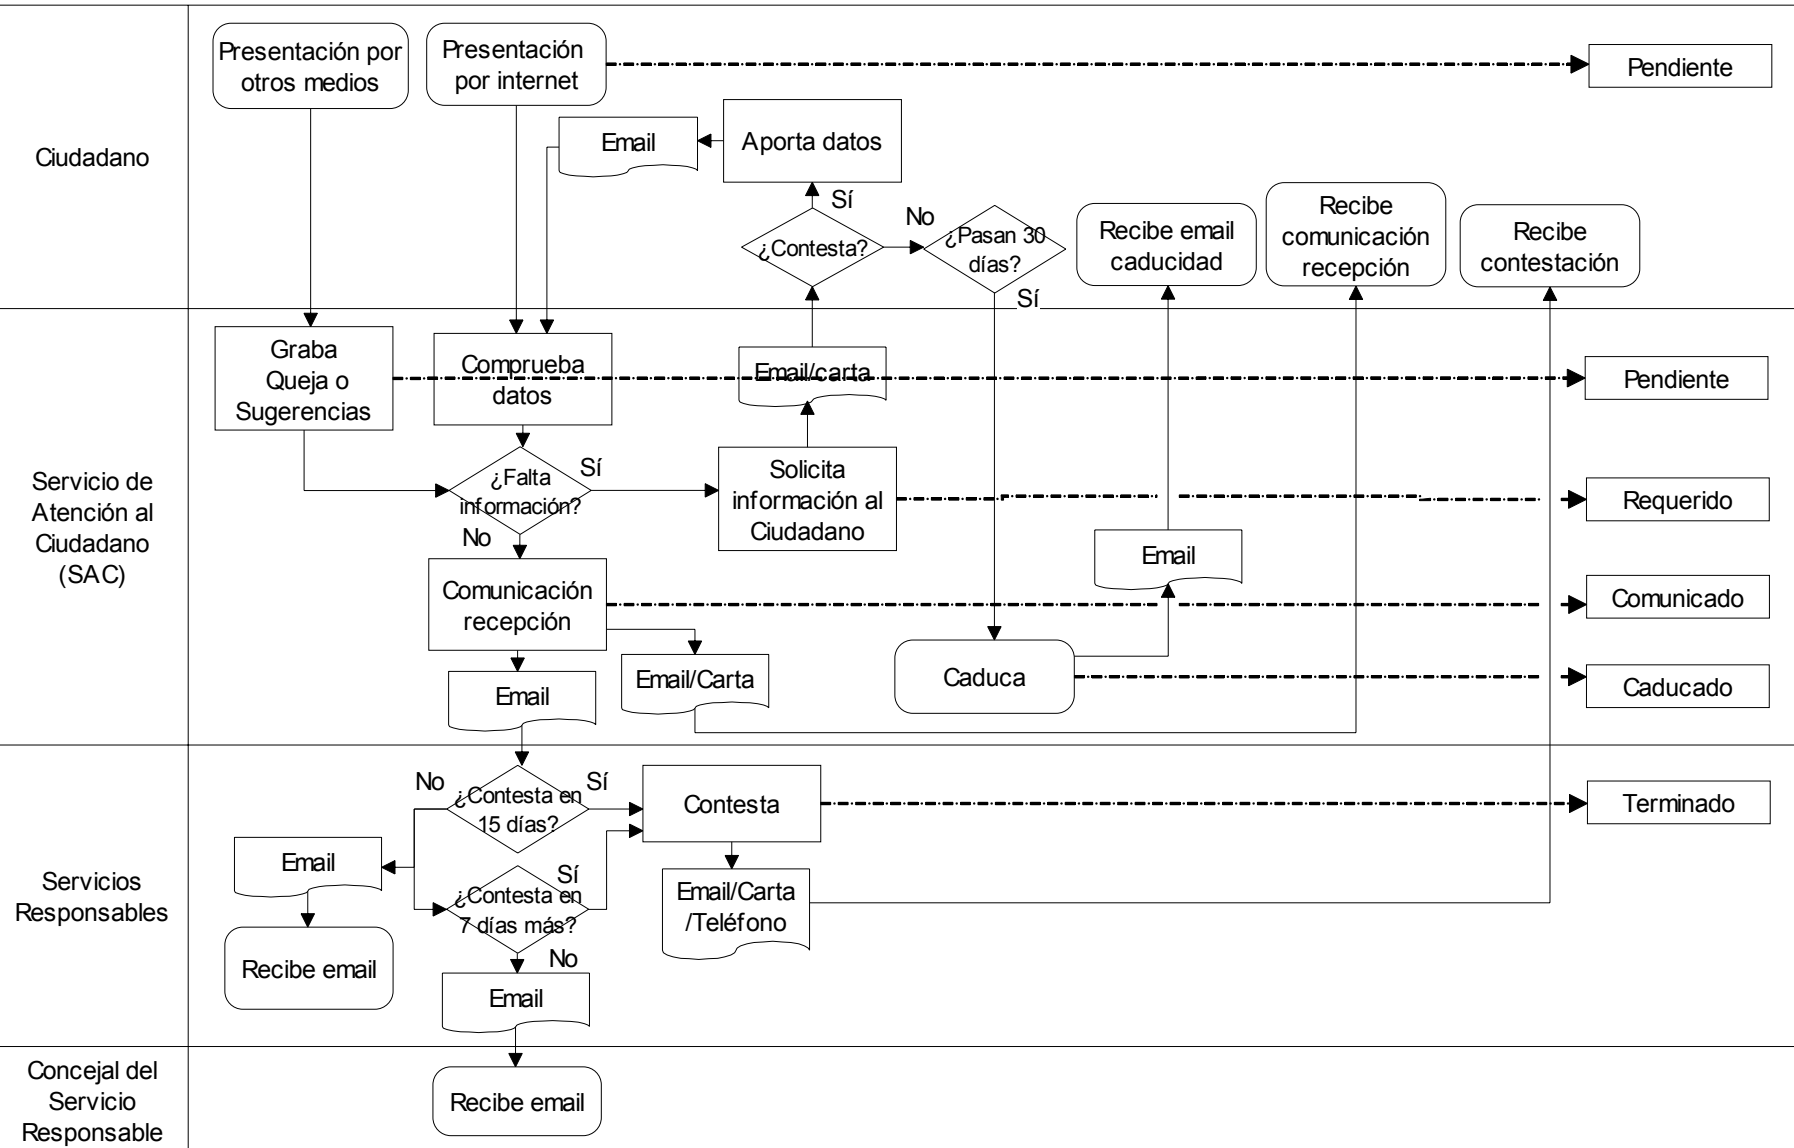 Ciudadano
Presentación por
otros medios
Presentación
por internet
Pendiente
Email
Aporta datos
Sí
¿Contesta?
No
¿Pasan 30
días?
Sí
Recibe email
caducidad
Recibe
comunicación
recepción
Recibe
contestación
Servicio de
Atención al
Ciudadano
(SAC)
Graba
Queja o
Sugerencias
Comprueba
datos
Email/carta
Pendiente
¿Falta
información?
Sí
No
Solicita
información al
Ciudadano
Requerido
Email
Comunicación
recepción
Comunicado
Email
Email/Carta
Caduca
Caducado
Servicios
Responsables
No
¿Contesta en
15 días?
Sí
Contesta
Terminado
Email
Recibe email
¿Contesta en
7 días más?
Sí
No
Email/Carta
/Teléfono
Email
Concejal del
Servicio
Responsable
Recibe email